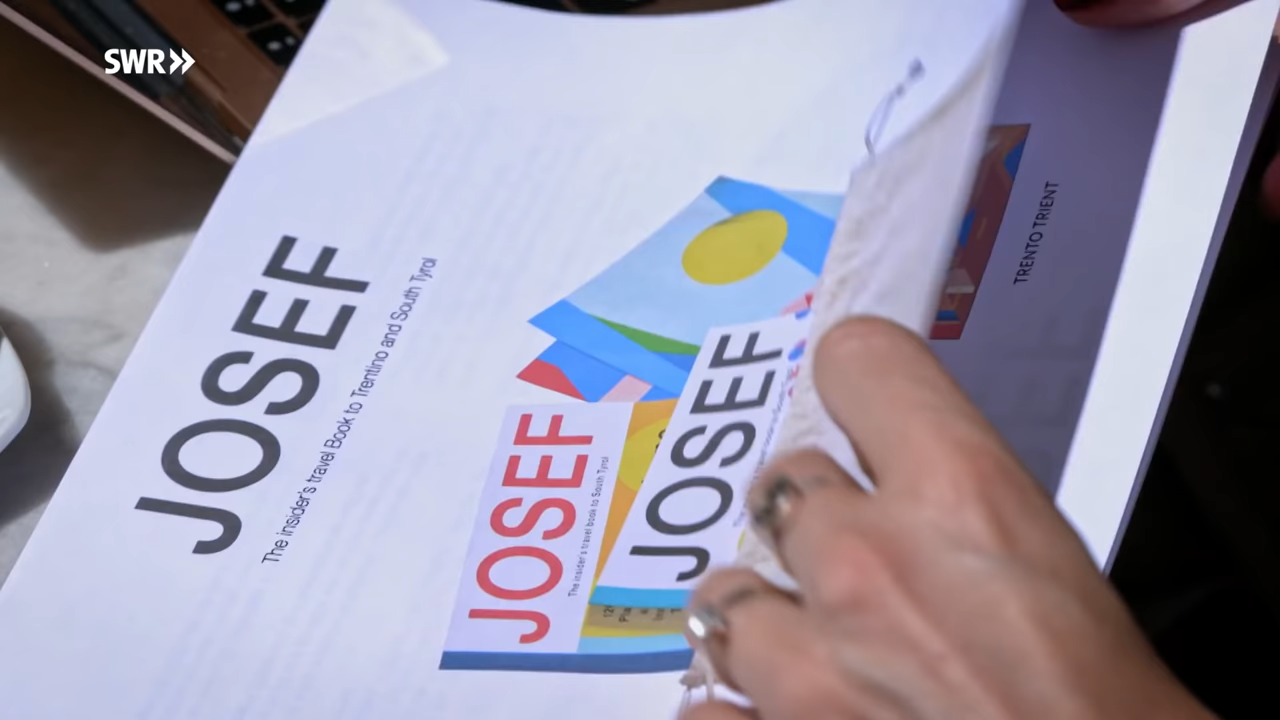 SWR
JOSEF
The insider's travel Book to Trentino and South Tyrol
JOSEF
The insider's travel book to South Tyrol
JOSEF
TRENTO TRIENT